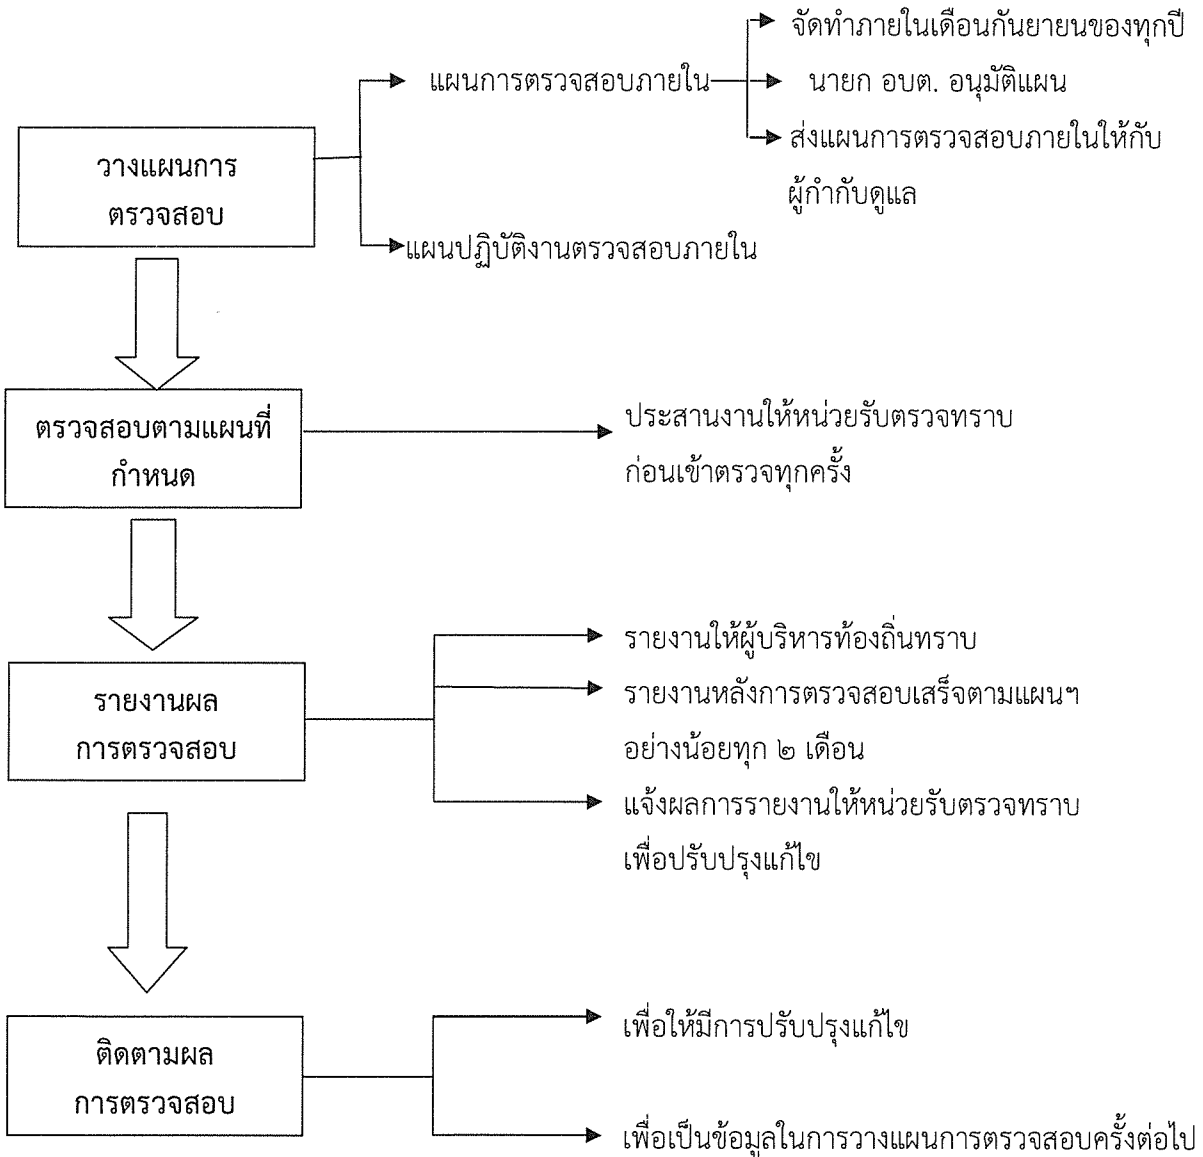 จัดทำภายในเดือนกันยายนของทุกปี
แผนการตรวจสอบภายใน
นายก อบต. อนุมัติแผน
ส่งแผนการตรวจสอบภายในให้กับ
ผู้กำกับดูแล
วางแผนการ
ตรวจสอบ
แผนปฏิบัติงานตรวจสอบภายใน
ตรวจสอบตามแผนที่
กำหนด
ประสานงานให้หน่วยรับตรวจทราบ
ก่อนเข้าตรวจทุกครั้ง
รายงานผล
การตรวจสอบ
รายงานให้ผู้บริหารท้องถิ่นทราบ
รายงานหลังการตรวจสอบเสร็จตามแผนฯ
อย่างน้อยทุก ๒ เดือน
แจ้งผลการรายงานให้หน่วยรับตรวจทราบ
เพื่อปรับปรุงแก้ไข
ติดตามผล
การตรวจสอบ
เพื่อให้มีการปรับปรุงแก้ไข
เพื่อเป็นข้อมูลในการวางแผนการตรวจสอบครั้งต่อไป